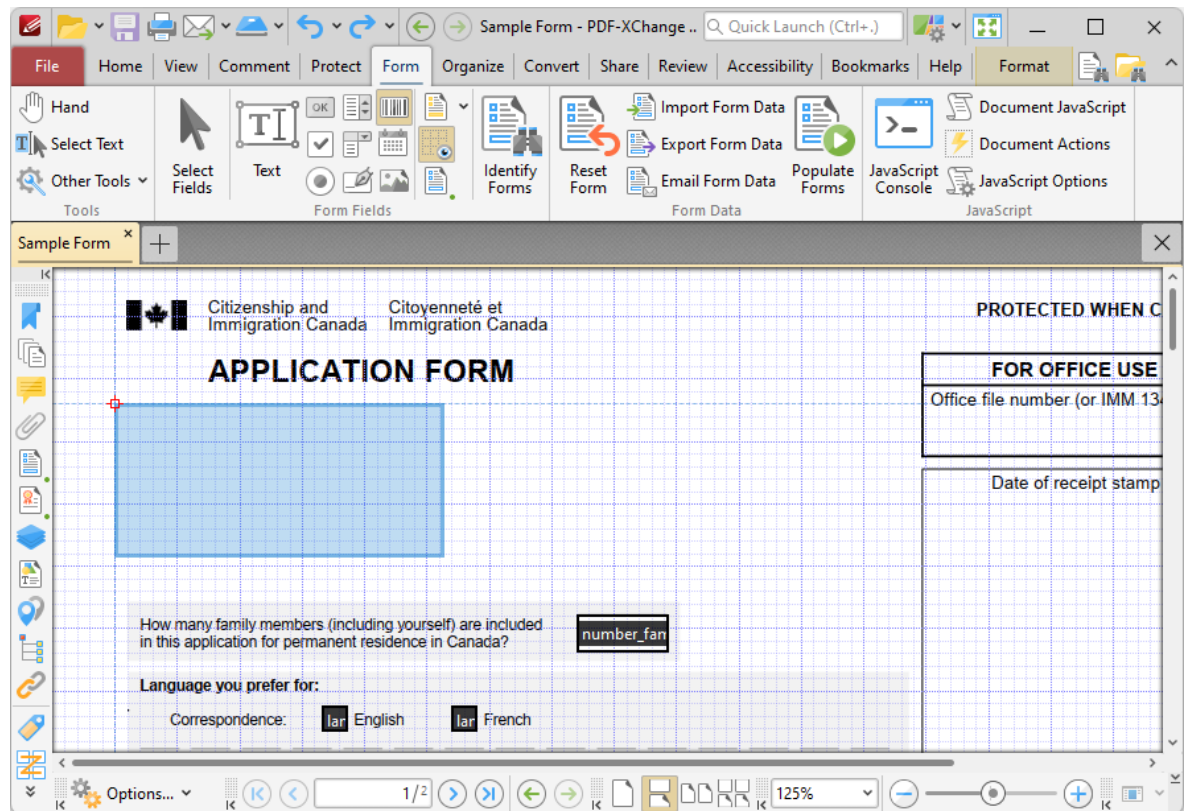 Sample Form - PDF-XChange ..
Quick Launch (Ctrl+.)
File Home View Comment Protect Form Organize Convert Share Review Accessibility Bookmarks Help Format
Hand
Select Text
Other Tools
Tools
Select Fields
Text
OK
Form Fields
Identify Forms
Reset Form
Import Form Data
Export Form Data
Email Form Data
Populate Forms
Form Data
JavaScript Console
Document JavaScript
Document Actions
JavaScript Options
JavaScript
Sample Form
Citizenship and Immigration Canada
Citoyenneté et Immigration Canada
PROTECTED WHEN C
APPLICATION FORM
FOR OFFICE USE
Office file number (or IMM 134
Date of receipt stamp
How many family members (including yourself) are included
in this application for permanent residence in Canada?
number_fam
Language you prefer for:
Correspondence: lar English lar French
Options... 1/2 125%